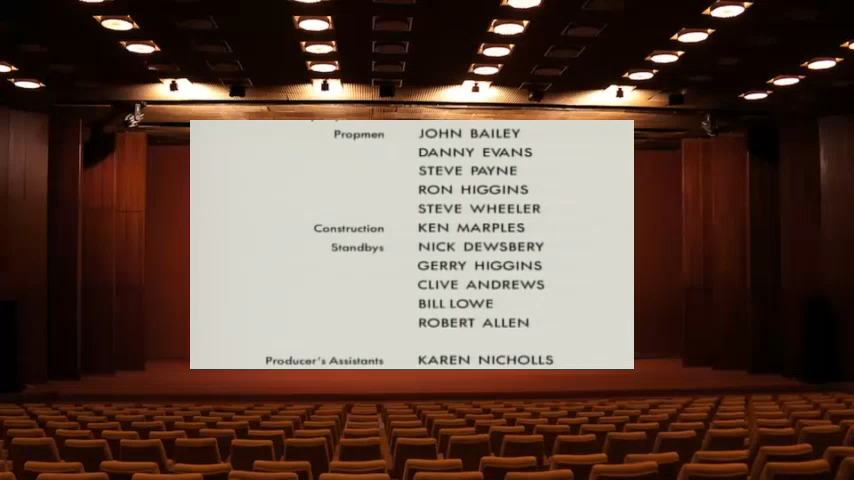 Propmen JOHN BAILEY
DANNY EVANS
STEVE PAYNE
RON HIGGINS
STEVE WHEELER
Construction KEN MARPLES
Standbys NICK DEWSBERY
GERRY HIGGINS
CLIVE ANDREWS
BILL LOWE
ROBERT ALLEN
Producer's Assistants KAREN NICHOLLS